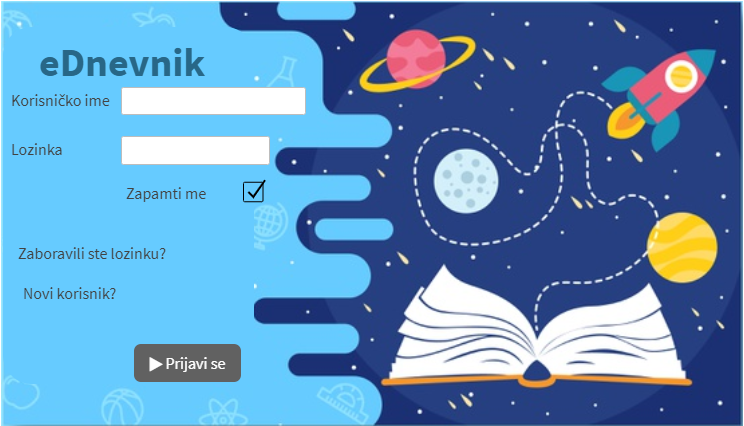 eDnevnik
Korisničko ime
Lozinka
Zapamti me
Zaboravili ste lozinku?
Novi korisnik?
Prijavi se